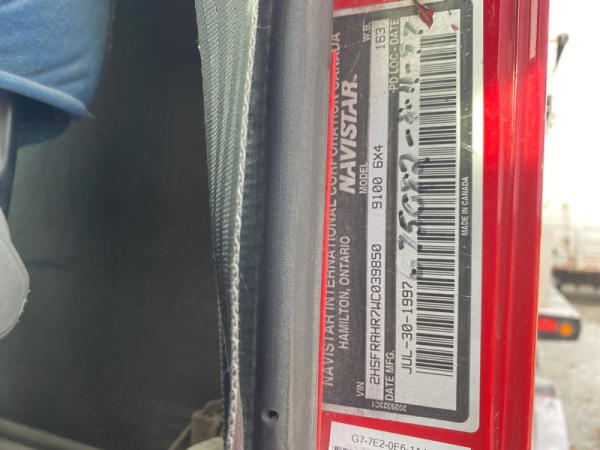 NAVISTAR INTERNATIONAL CORPORATION CANADA
HAMILTON, ONTARIO
NAVISTAR
VIN MODEL W.B.
2HSFRAHR7WC039850 9100 6X4 163
DATE MFG. PD LOC-DATE
JUL-30-1997
MADE IN CANADA
2029323C1